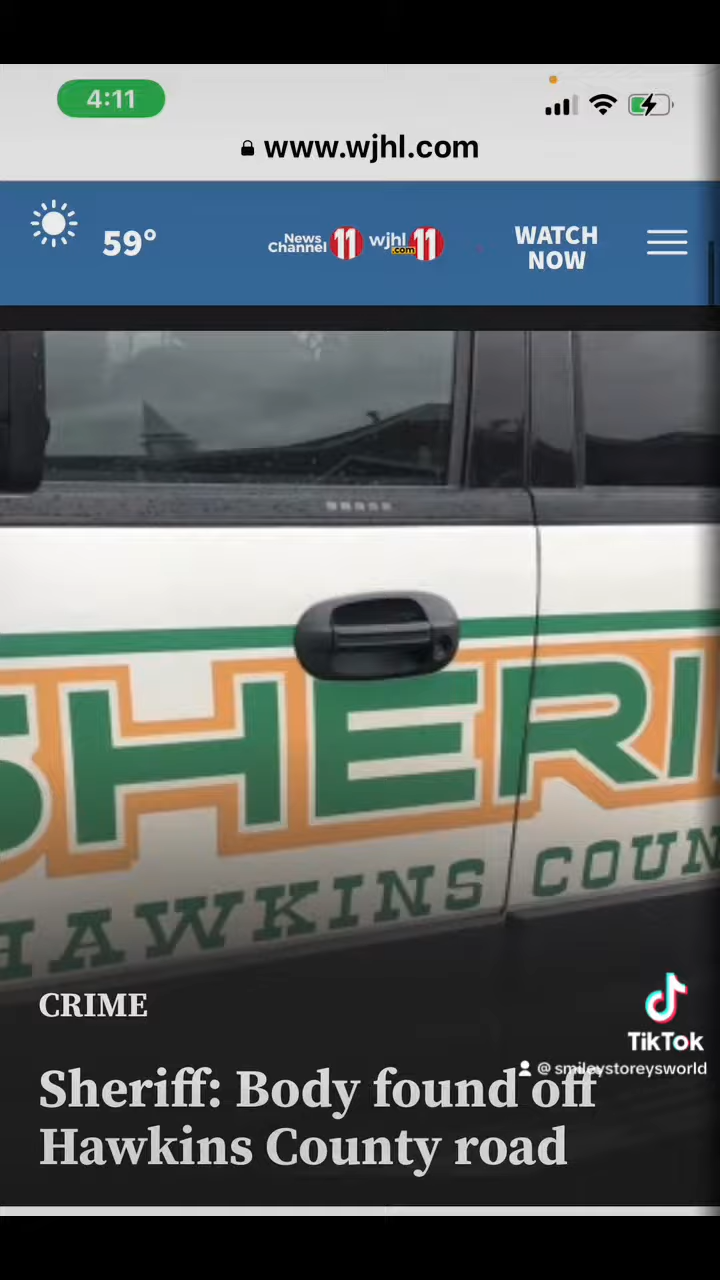 4:11
www.wjhl.com
59°
News Channel 11 wjhl.com 11
WATCH
NOW
SHERI
HAWKINS COUN
CRIME
TikTok
@smileystoreysworld
Sheriff: Body found off
Hawkins County road